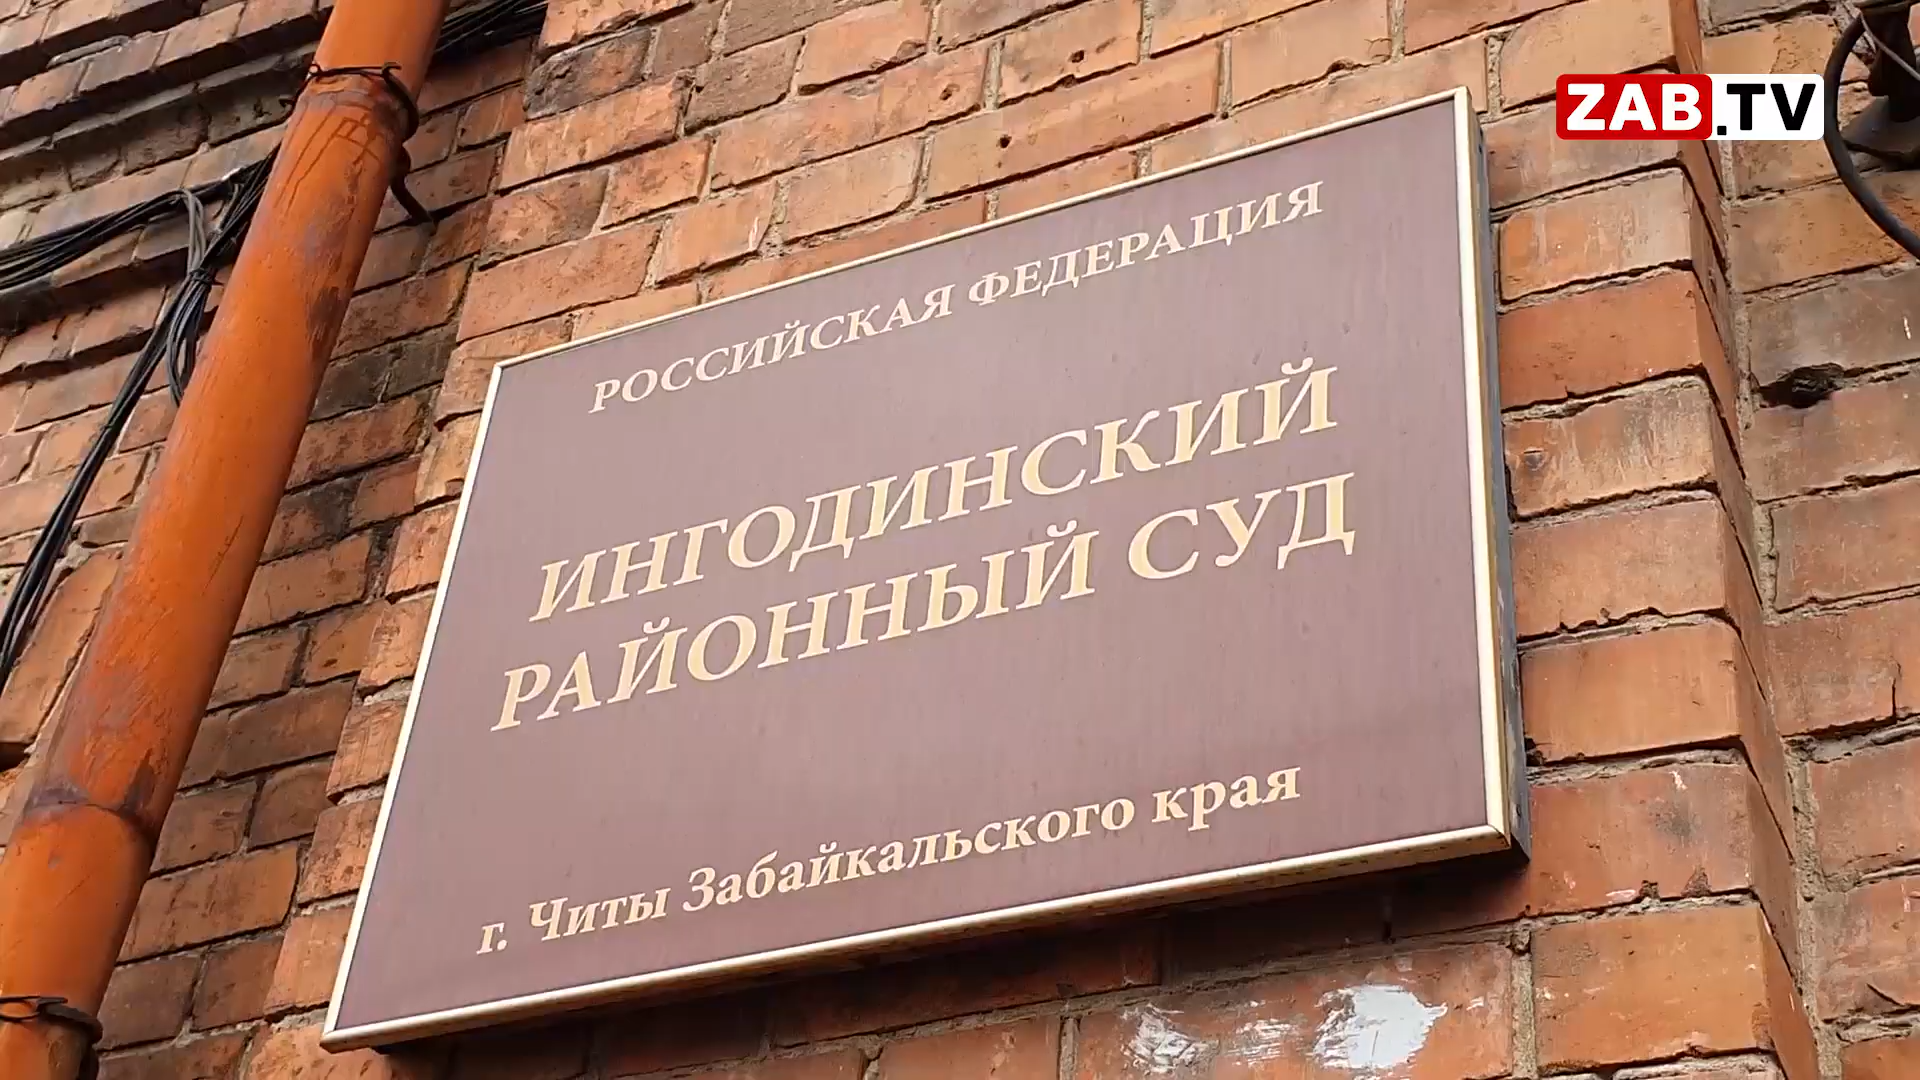 ZAB.TV
РОССИЙСКАЯ ФЕДЕРАЦИЯ
ИНГОДИНСКИЙ
РАЙОННЫЙ СУД
г. Читы Забайкальского края